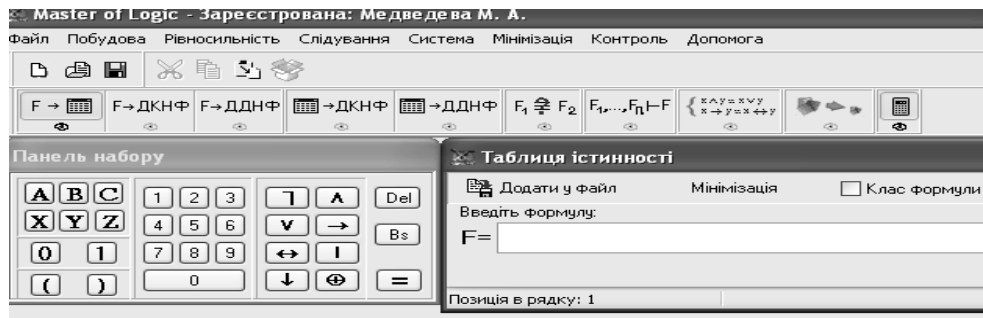 Master of Logic - Зареєстрована: Медведева М. А.
Файл Побудова Рівносильність Слідування Система Мінімізація Контроль Допомога
F→ F→ДКНФ F→ДДНФ →ДКНФ →ДДНФ F₁ ≟ F₂ F₁,...,Fₙ⊢F { x∧y=x∨y
x→y=x↔y
Панель набору
A B C 1 2 3 ┐ ∧ Del
X Y Z 4 5 6 ∨ → Bs
0 1 7 8 9 ↔ |
( ) 0 ↓ ⊕ =
Таблиця істинності
Додати у файл Мінімізація Клас формули
Введіть формулу:
F=
Позиція в рядку: 1